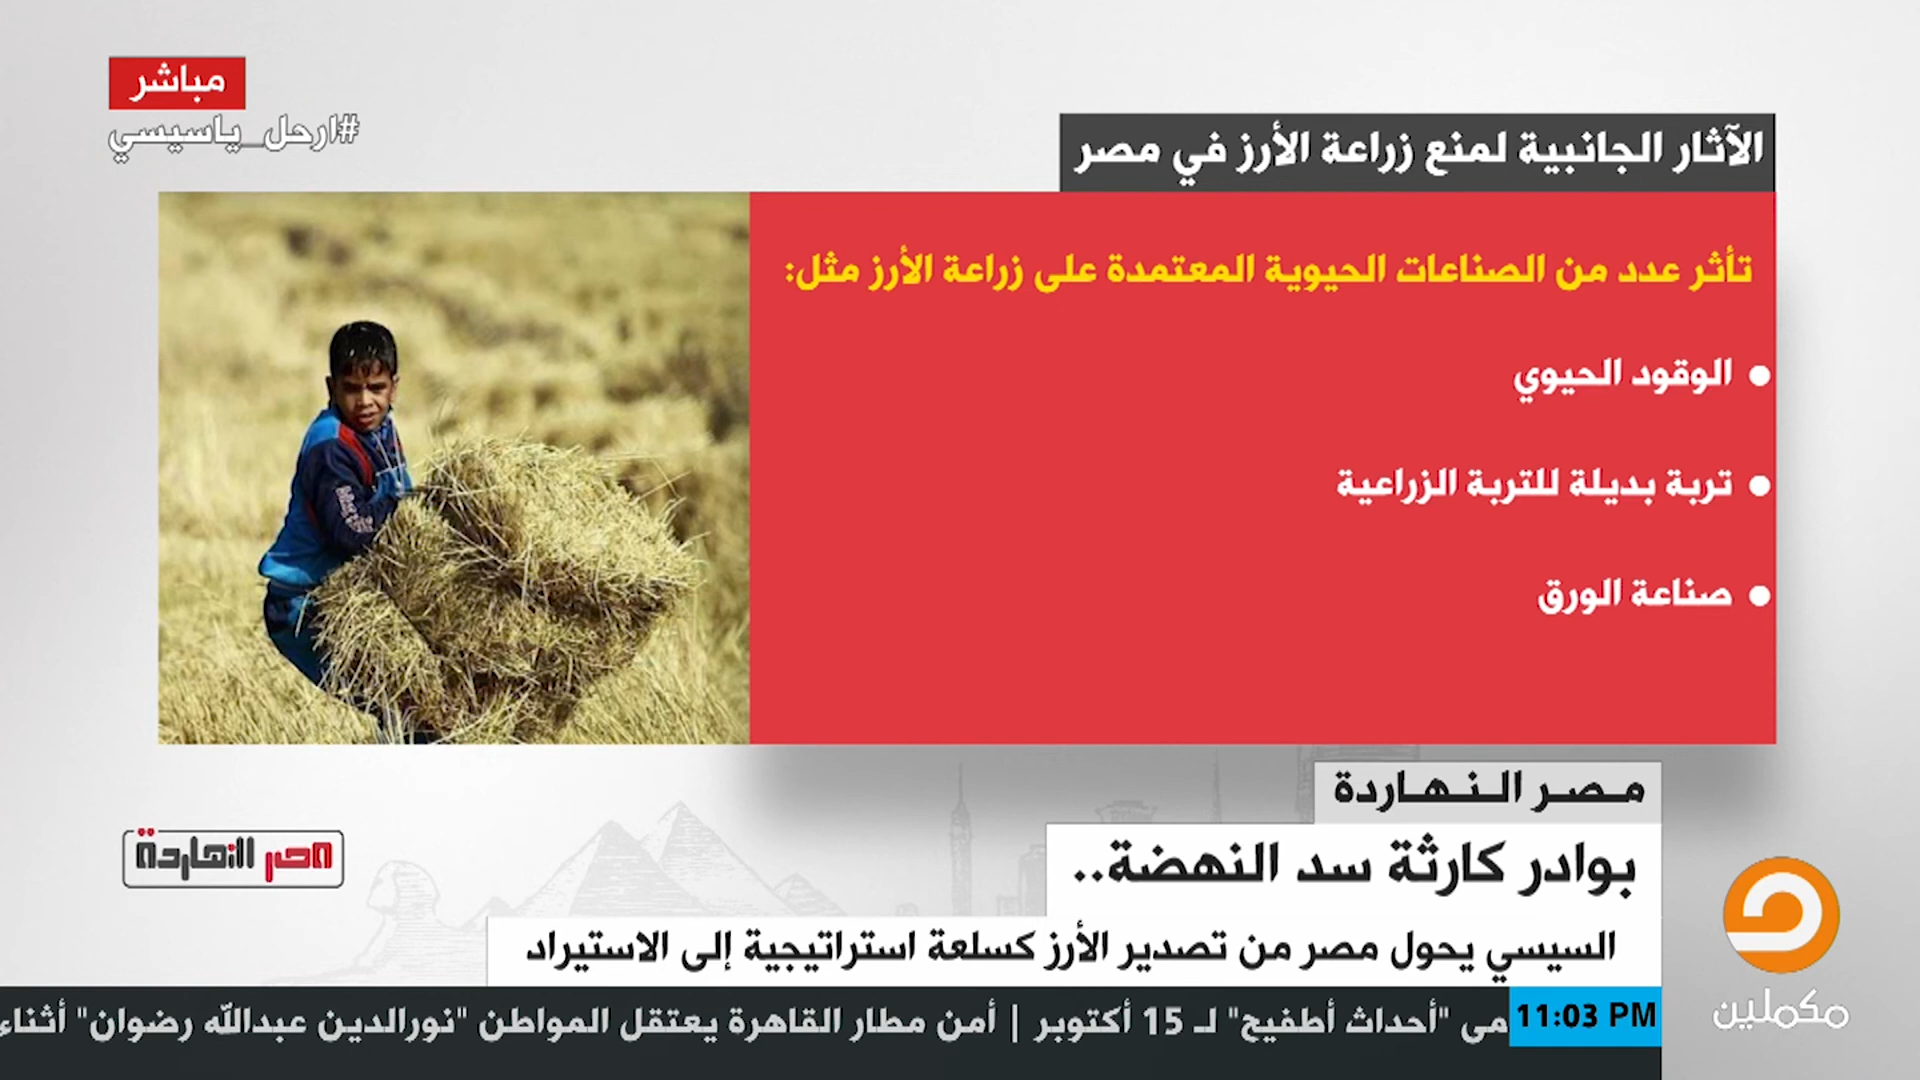 مباشر
#ارحل_ياسيسي
الآثار الجانبية لمنع زراعة الأرز في مصر
تأثر عدد من الصناعات الحيوية المعتمدة على زراعة الأرز مثل:
● الوقود الحيوي
● تربة بديلة للتربة الزراعية
● صناعة الورق
مصر النهاردة
بوادر كارثة سد النهضة..
السيسي يحول مصر من تصدير الأرز كسلعة استراتيجية إلى الاستيراد
مصر النهاردة
مكملين
11:03 PM
"أحداث أطفيح" لـ 15 أكتوبر | أمن مطار القاهرة يعتقل المواطن "نورالدين عبدالله رضوان" أثناء